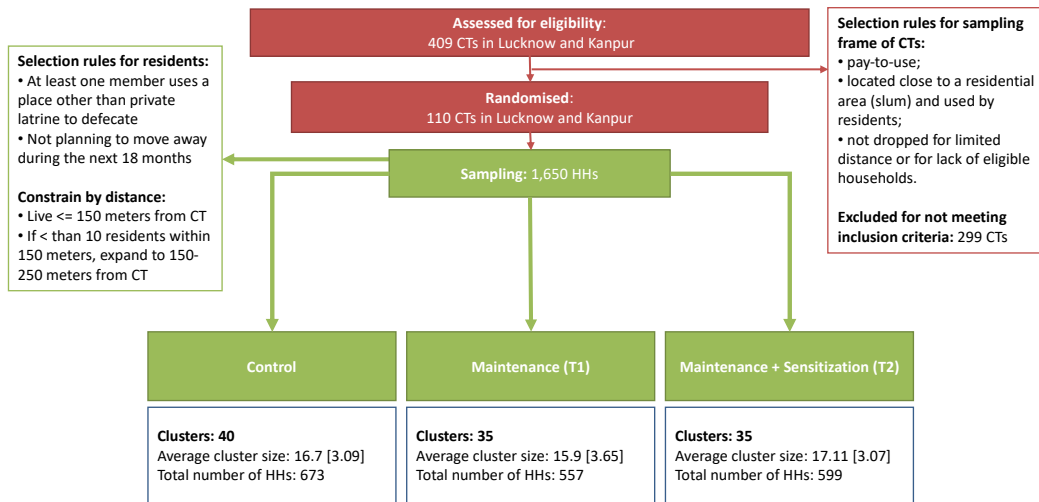 Assessed for eligibility:
409 CTs in Lucknow and Kanpur
Selection rules for sampling
frame of CTs:
• pay-to-use;
• located close to a residential
area (slum) and used by
residents;
• not dropped for limited
distance or for lack of eligible
households.
Excluded for not meeting
inclusion criteria: 299 CTs
Selection rules for residents:
• At least one member uses a
place other than private
latrine to defecate
• Not planning to move away
during the next 18 months
Constrain by distance:
• Live <= 150 meters from CT
• If < than 10 residents within
150 meters, expand to 150-
250 meters from CT
Randomised:
110 CTs in Lucknow and Kanpur
Sampling: 1,650 HHs
Control
Maintenance (T1)
Maintenance + Sensitization (T2)
Clusters: 40
Average cluster size: 16.7 [3.09]
Total number of HHs: 673
Clusters: 35
Average cluster size: 15.9 [3.65]
Total number of HHs: 557
Clusters: 35
Average cluster size: 17.11 [3.07]
Total number of HHs: 599